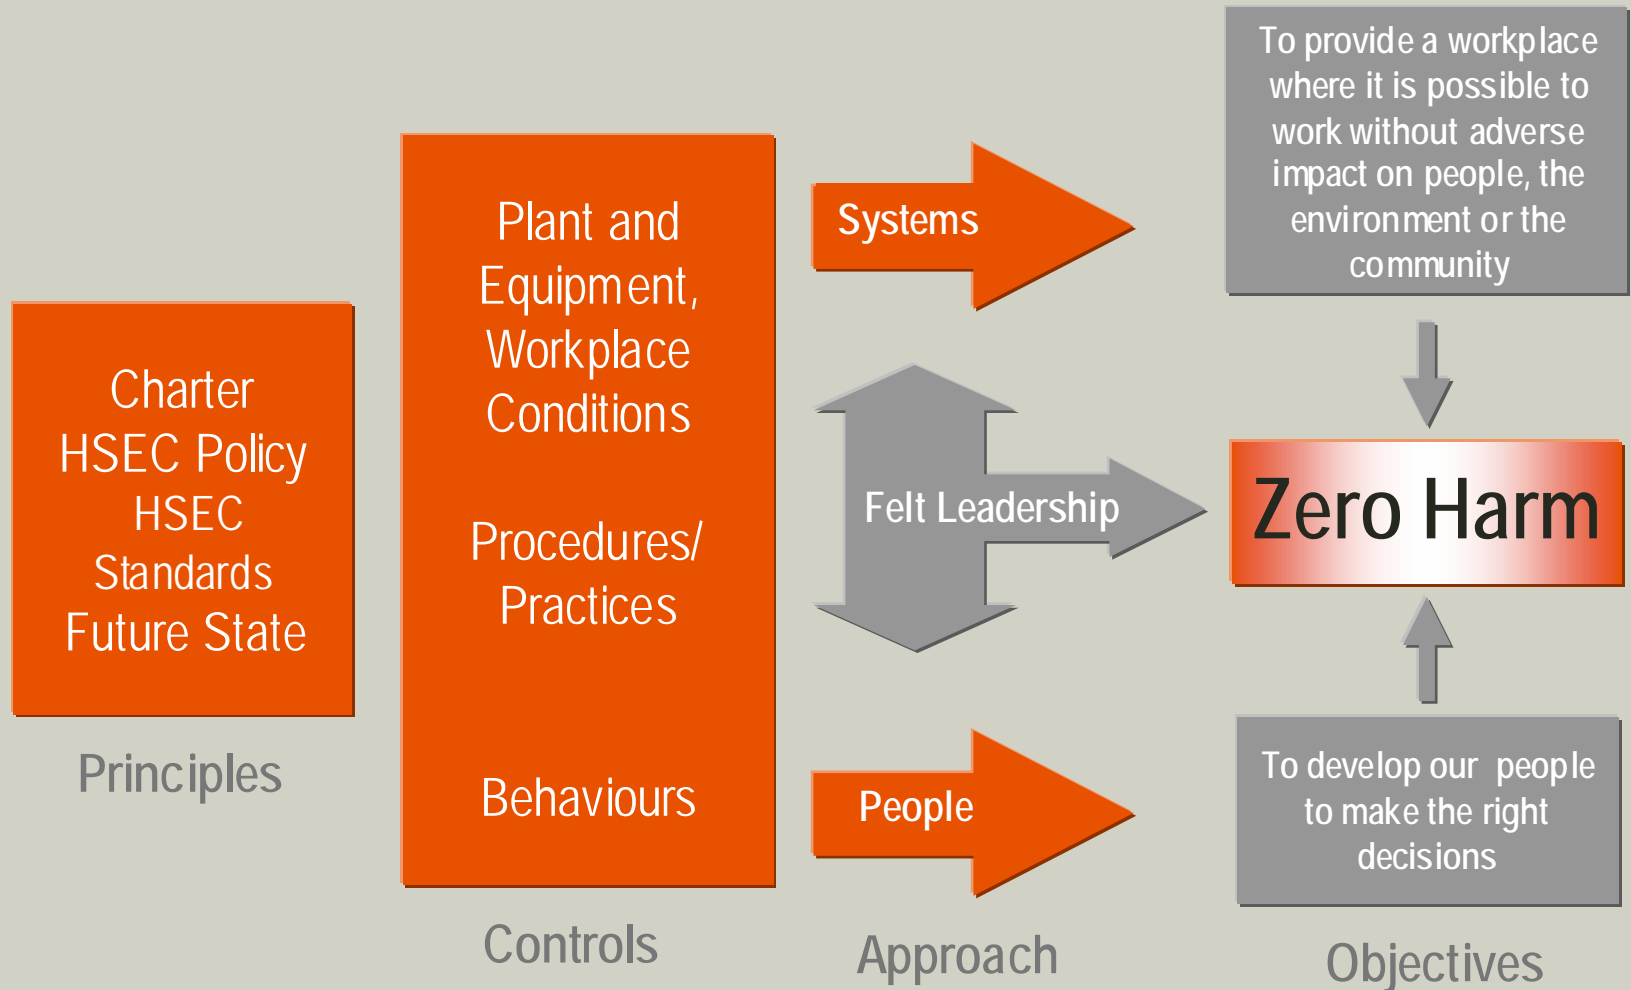 Charter
HSEC Policy
HSEC
Standards
Future State
Principles
Plant and
Equipment,
Workplace
Conditions
Procedures/
Practices
Behaviours
Controls
Systems
Felt Leadership
People
Approach
To provide a workplace
where it is possible to
work without adverse
impact on people, the
environment or the
community
Zero Harm
To develop our people
to make the right
decisions
Objectives